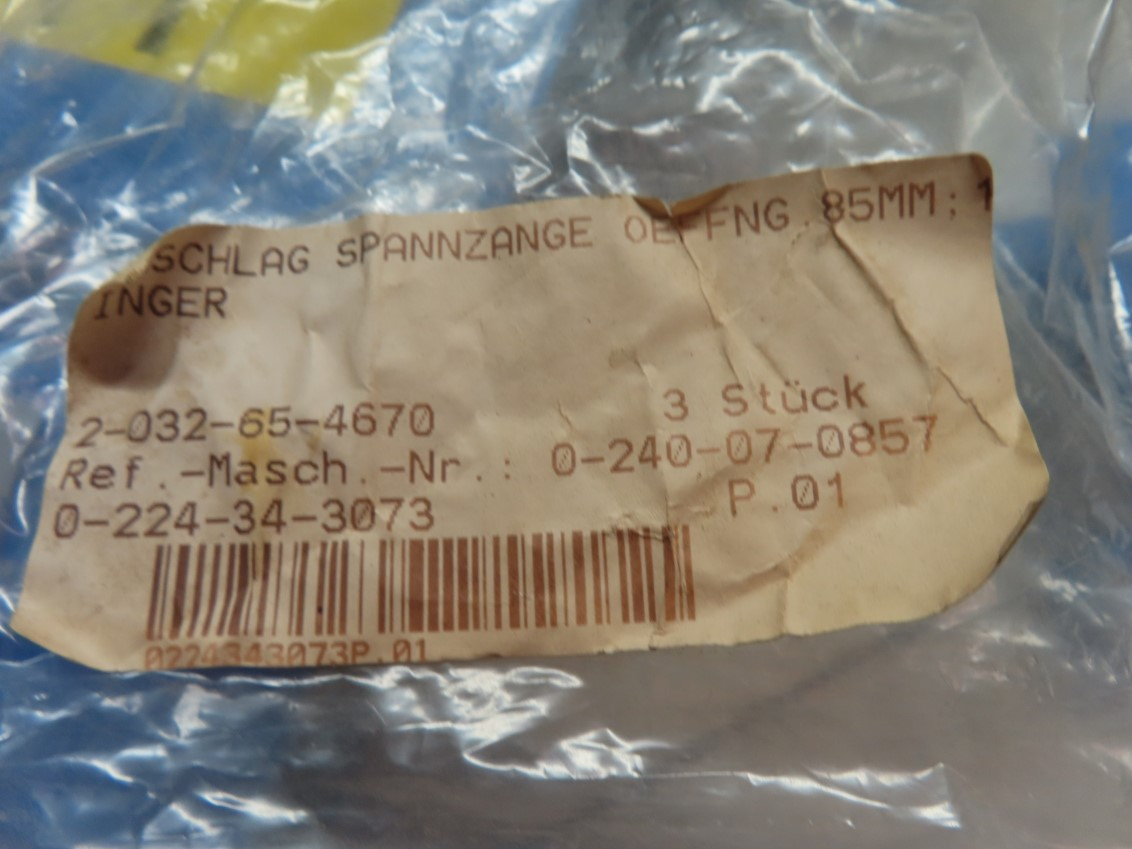 SCHLAG SPANNZANGE OEFFNG.85MM; 1
INGER
2-032-65-4670 3 Stück
Ref.-Masch.-Nr.: 0-240-07-0857
0-224-34-3073 P.01
0224343073P.01